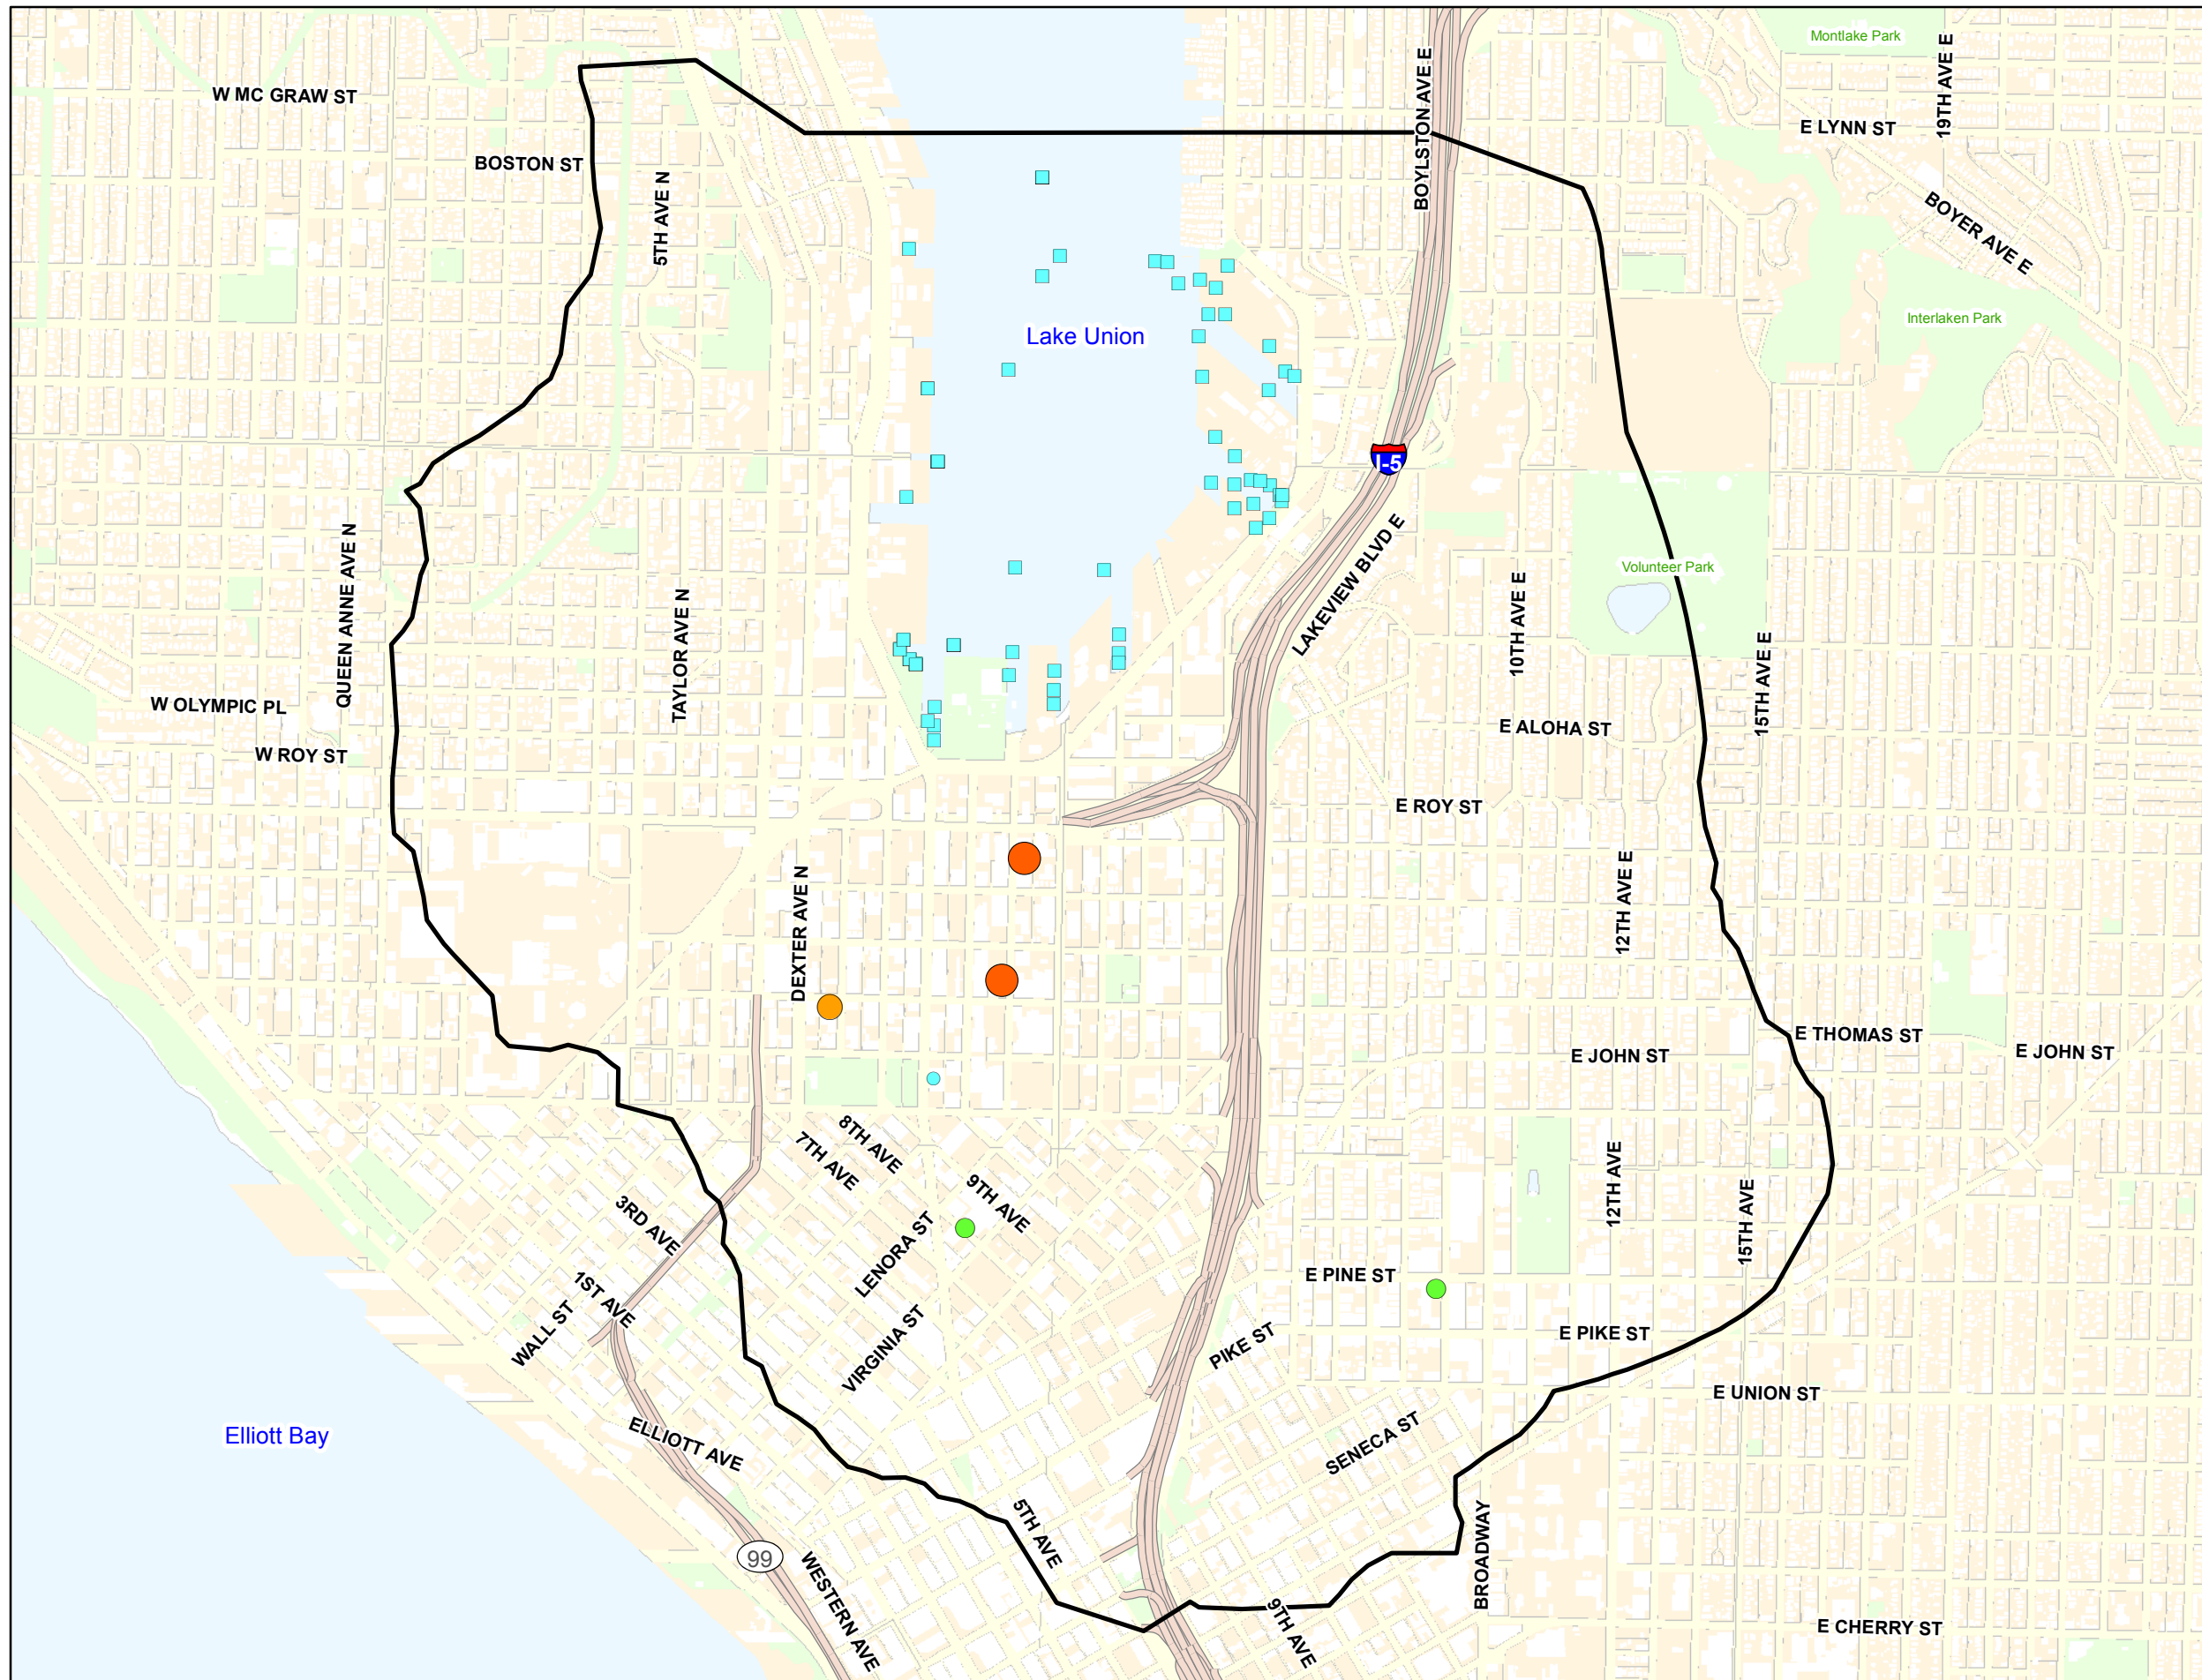 Montlake Park
W MC GRAW ST
BOYLSTON AVE E
19TH AVE E
E LYNN ST
BOSTON ST
5TH AVE N
BOYER AVE E
Lake Union
Interlaken Park
I-5
QUEEN ANNE AVE N
LAKEVIEW BLVD E
Volunteer Park
TAYLOR AVE N
10TH AVE E
15TH AVE E
W OLYMPIC PL
W ROY ST
E ALOHA ST
E ROY ST
DEXTER AVE N
12TH AVE E
E THOMAS ST
E JOHN ST
E JOHN ST
8TH AVE
7TH AVE
9TH AVE
12TH AVE
15TH AVE
3RD AVE
LENORA ST
E PINE ST
1ST AVE
WALL ST
VIRGINIA ST
PIKE ST
E PIKE ST
E UNION ST
Elliott Bay
ELLIOTT AVE
SENECA ST
5TH AVE
BROADWAY
99
WESTERN AVE
9TH AVE
E CHERRY ST